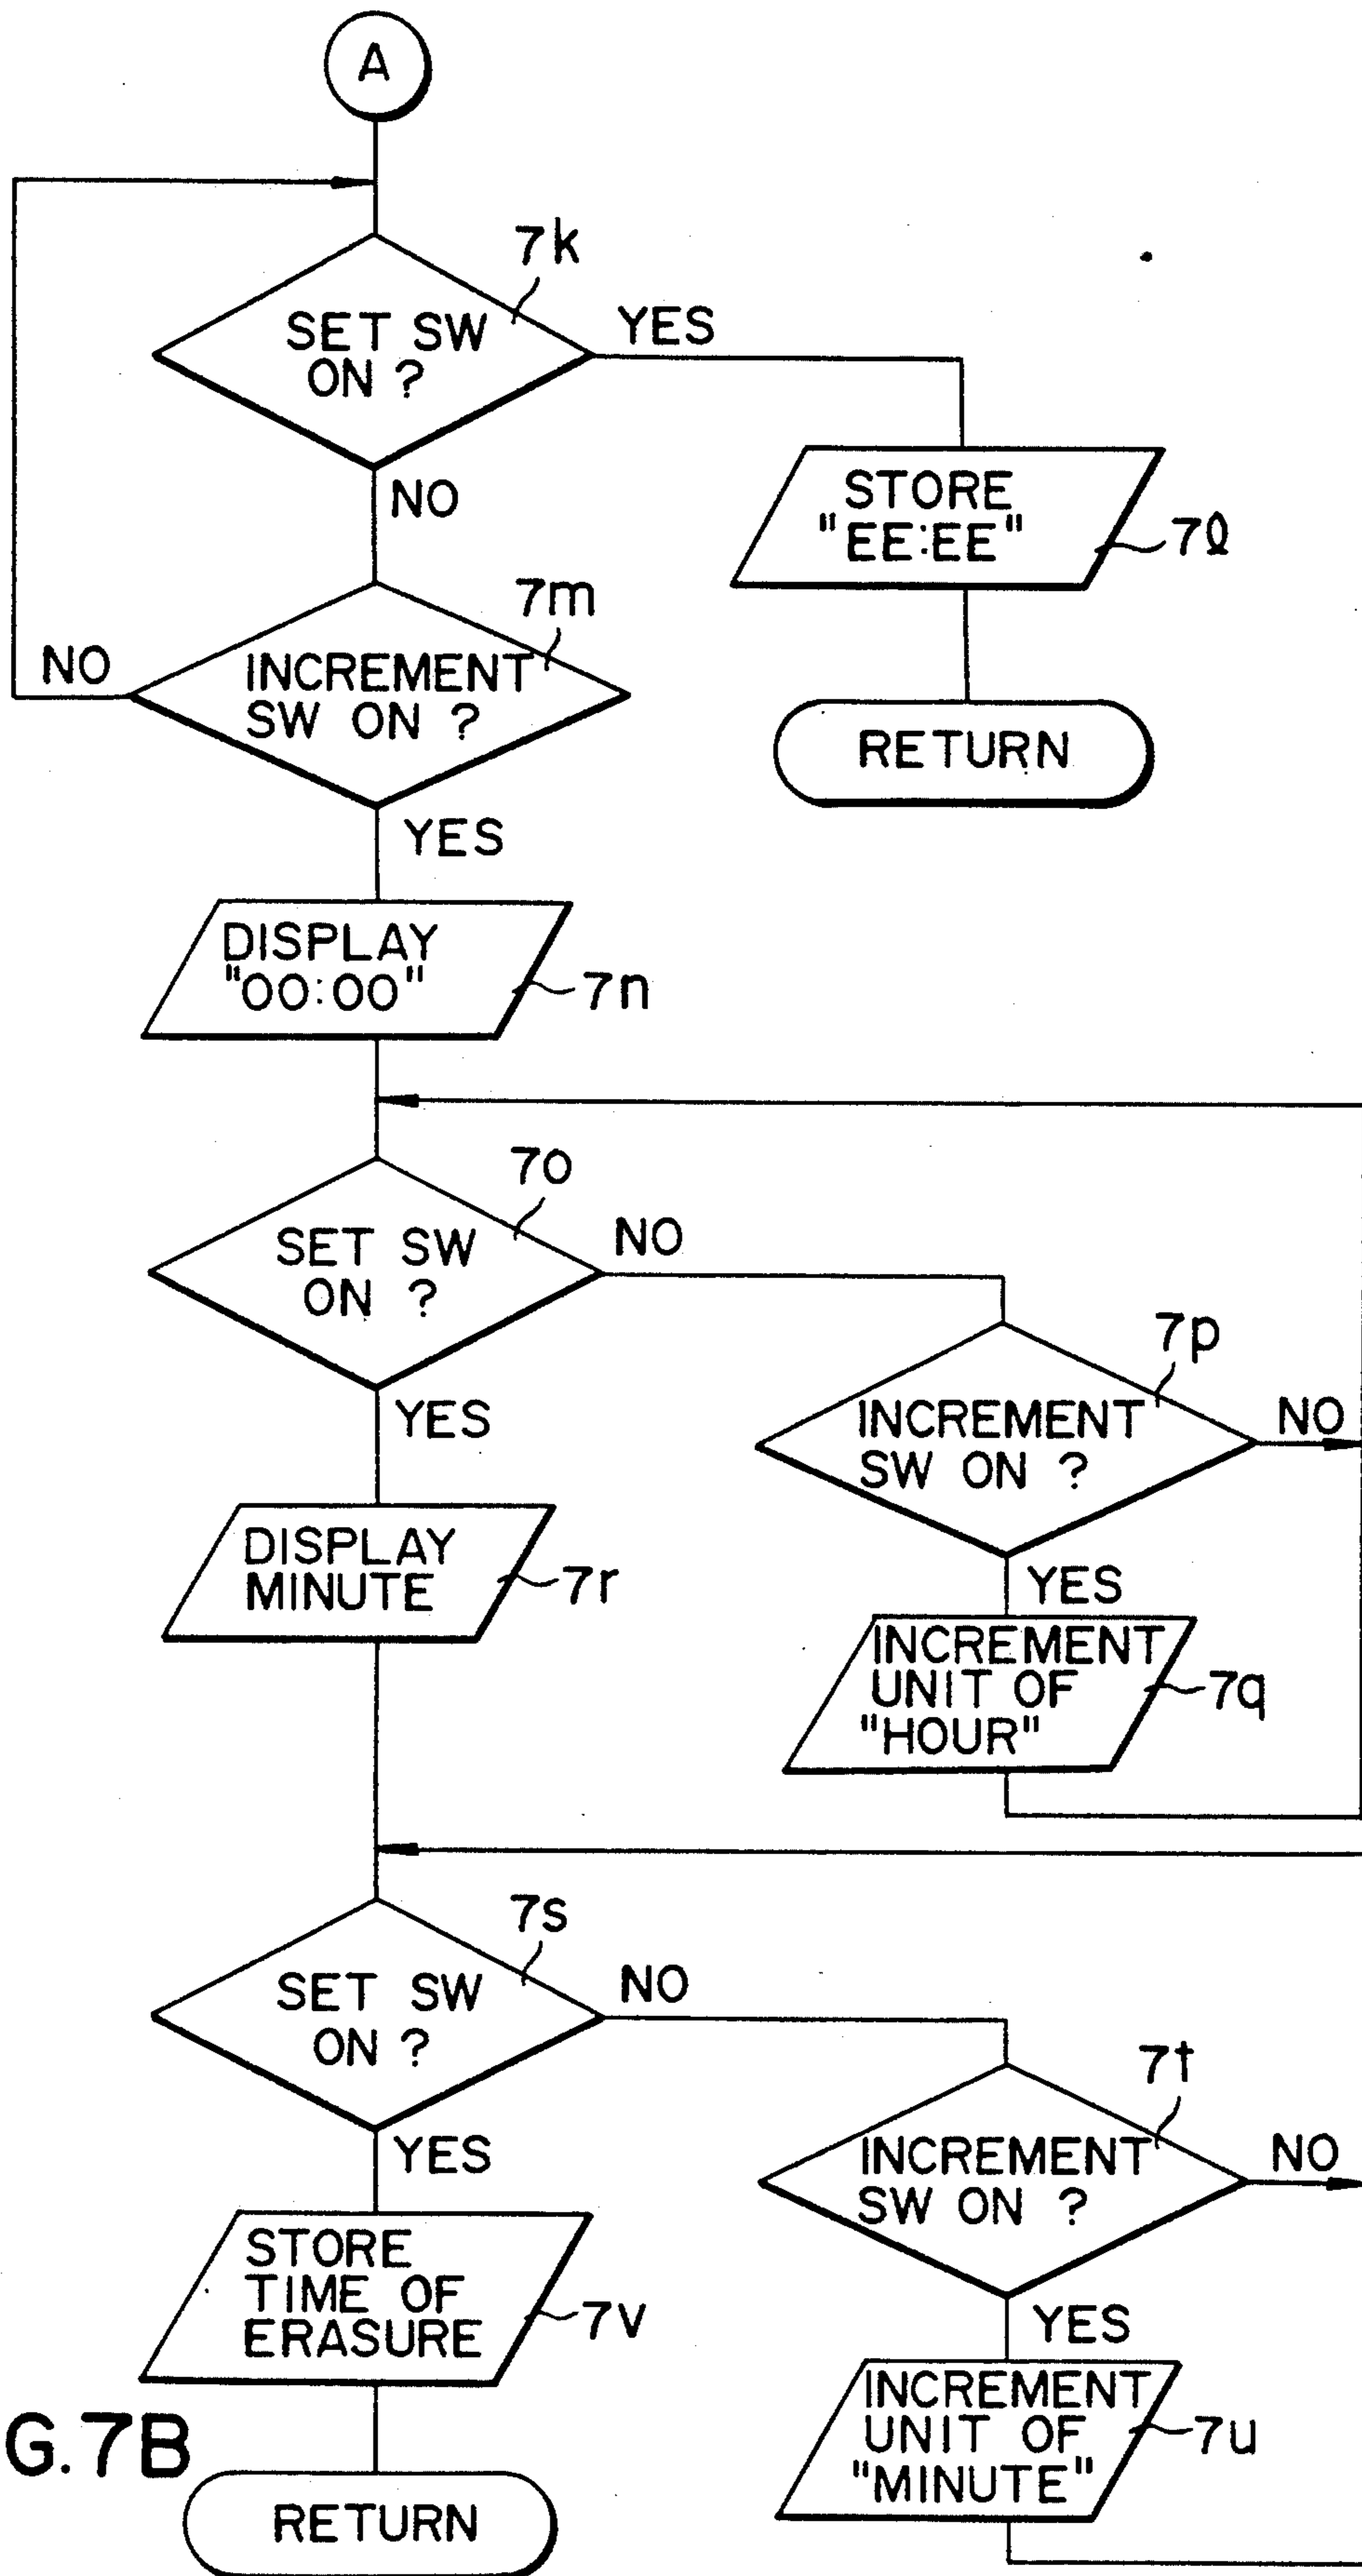 A
7k
SET SW
ON ?
YES
NO
STORE
"EE:EE"
7l
7m
NO
INCREMENT
SW ON ?
RETURN
YES
DISPLAY
"00:00"
7n
7o
SET SW
ON ?
NO
7p
INCREMENT
SW ON ?
NO
YES
DISPLAY
MINUTE
7r
YES
INCREMENT
UNIT OF
"HOUR"
7q
7s
SET SW
ON ?
NO
7t
INCREMENT
SW ON ?
NO
YES
STORE
TIME OF
ERASURE
7v
YES
INCREMENT
UNIT OF
"MINUTE"
7u
G.7B
RETURN